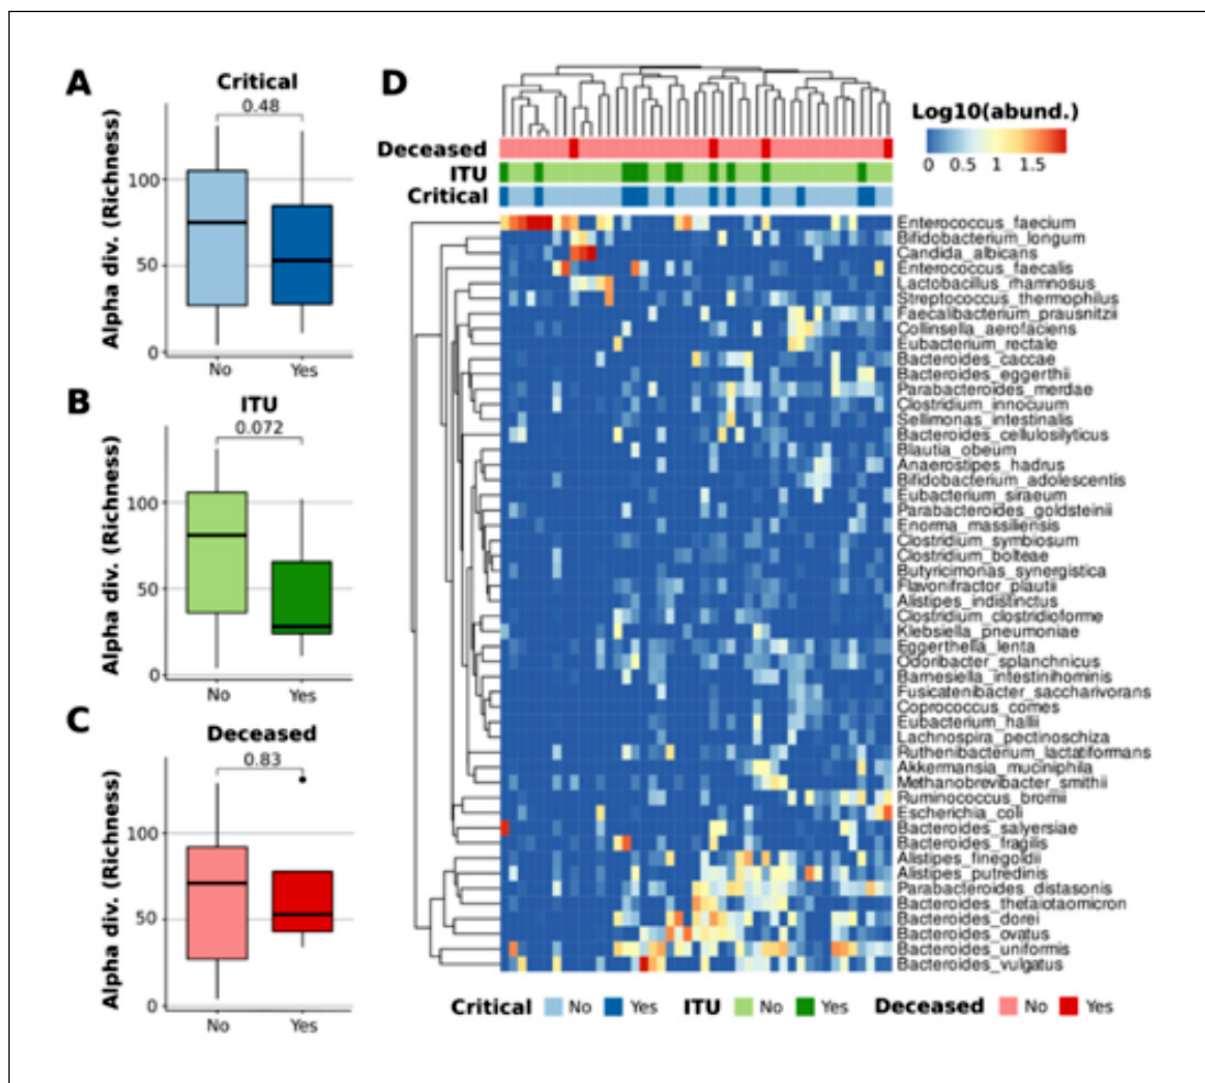 A
Critical
0.48
Alpha div. (Richness)
100
50
0
No Yes
B
ITU
0.072
Alpha div. (Richness)
100
50
0
No Yes
C
Deceased
0.83
Alpha div. (Richness)
100
50
0
No Yes
D
Log10(abund.)
0 0.5 1 1.5
Deceased
ITU
Critical
Enterococcus_faecium
Bifidobacterium_longum
Candida_albicans
Enterococcus_faecalis
Lactobacillus_rhamnosus
Streptococcus_thermophilus
Faecalibacterium_prausnitzii
Collinsella_aerofaciens
Eubacterium_rectale
Bacteroides_caccae
Bacteroides_eggerthii
Parabacteroides_merdae
Clostridium_innocuum
Sellimonas_intestinalis
Bacteroides_cellulosilyticus
Blautia_obeum
Anaerostipes_hadrus
Bifidobacterium_adolescentis
Eubacterium_siraeum
Parabacteroides_goldsteinii
Enorma_massiliensis
Clostridium_symbiosum
Clostridium_bolteae
Butyricimonas_synergistica
Flavonifractor_plautii
Alistipes_indistinctus
Clostridium_clostridioforme
Klebsiella_pneumoniae
Eggerthella_lenta
Odoribacter_splanchnicus
Barnesiella_intestinihominis
Fusicatenibacter_saccharivorans
Coprococcus_comes
Eubacterium_hallii
Lachnospira_pectinoschiza
Ruthenibacterium_lactatiformans
Akkermansia_muciniphila
Methanobrevibacter_smithii
Ruminococcus_bromii
Escherichia_coli
Bacteroides_salyersiae
Bacteroides_fragilis
Alistipes_finegoldii
Alistipes_putredinis
Parabacteroides_distasonis
Bacteroides_thetaiotaomicron
Bacteroides_dorei
Bacteroides_ovatus
Bacteroides_uniformis
Bacteroides_vulgatus
Critical No Yes ITU No Yes Deceased No Yes